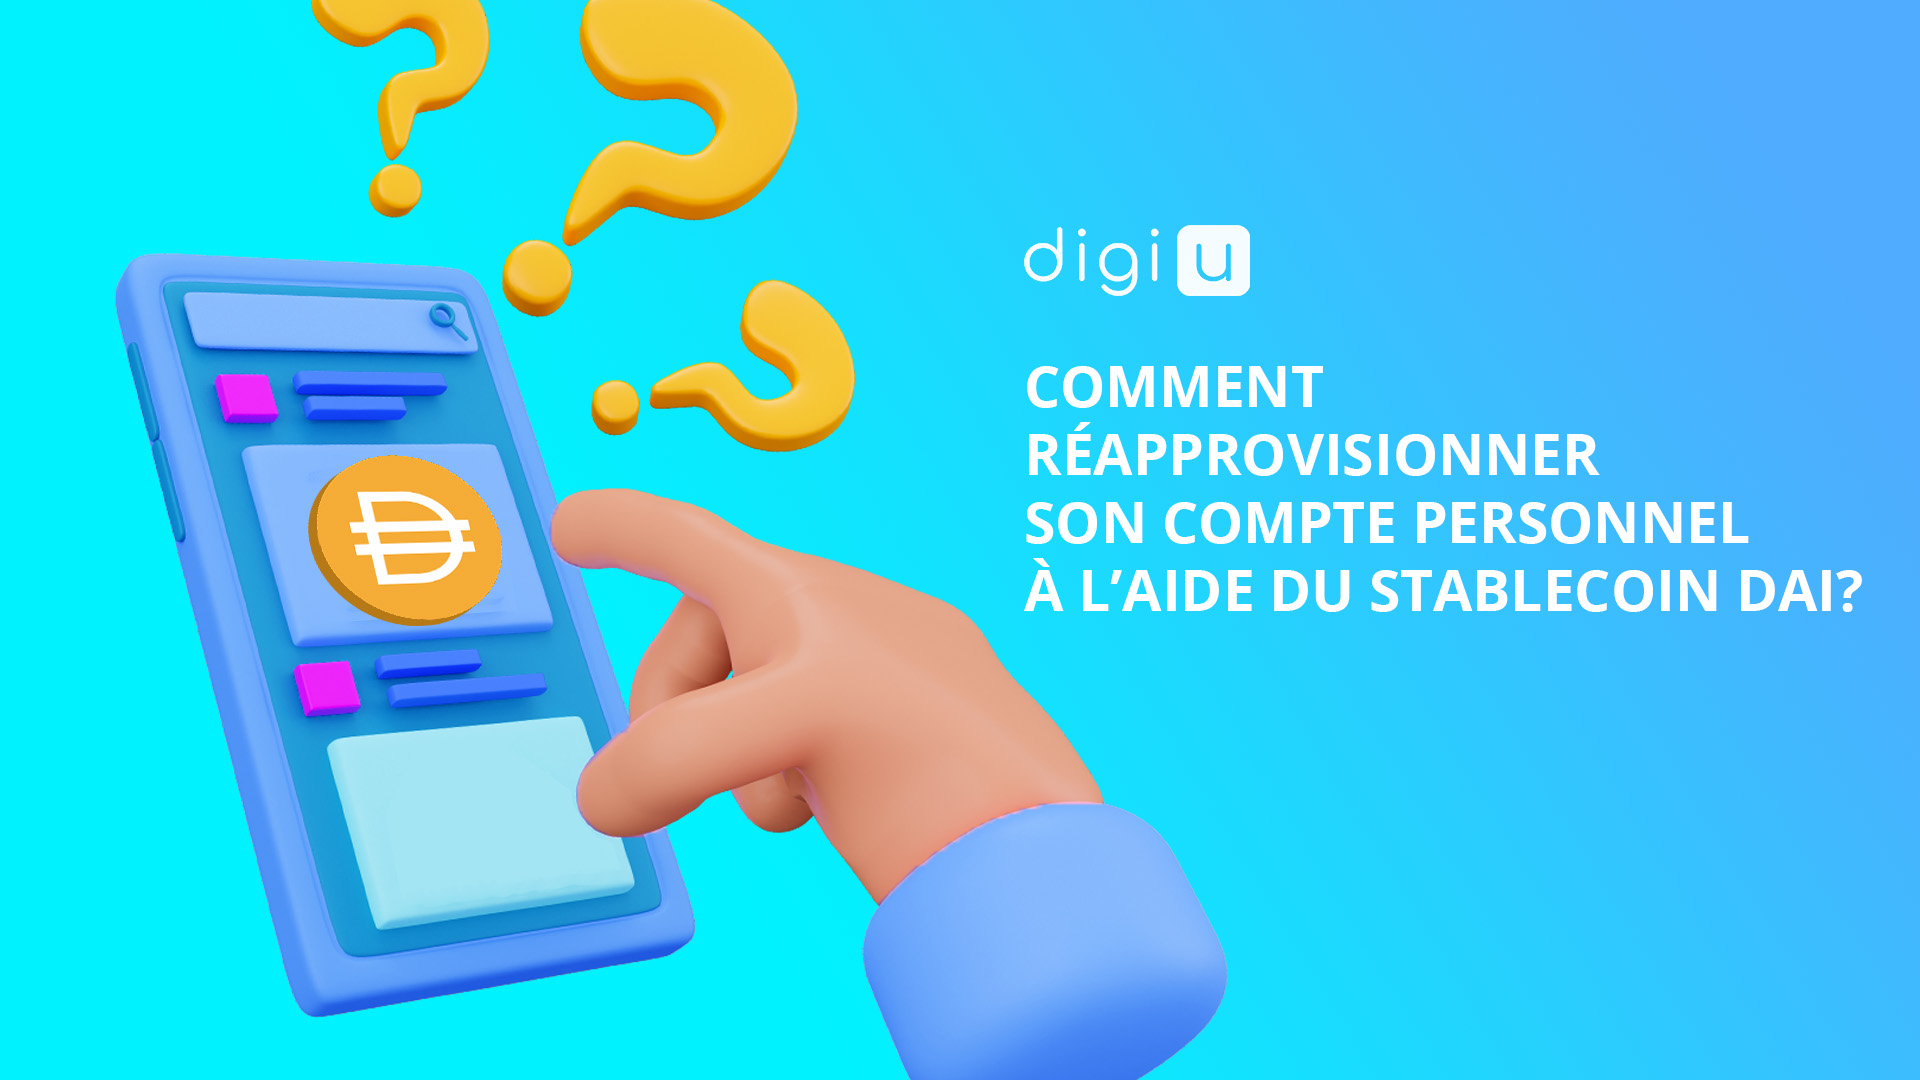 digi u
COMMENT
RÉAPPROVISIONNER
SON COMPTE PERSONNEL
À L’AIDE DU STABLECOIN DAI?